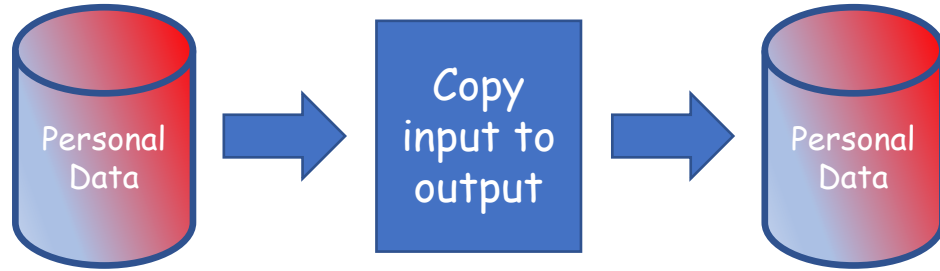 Personal
Data
Copy
input to
output
Personal
Data